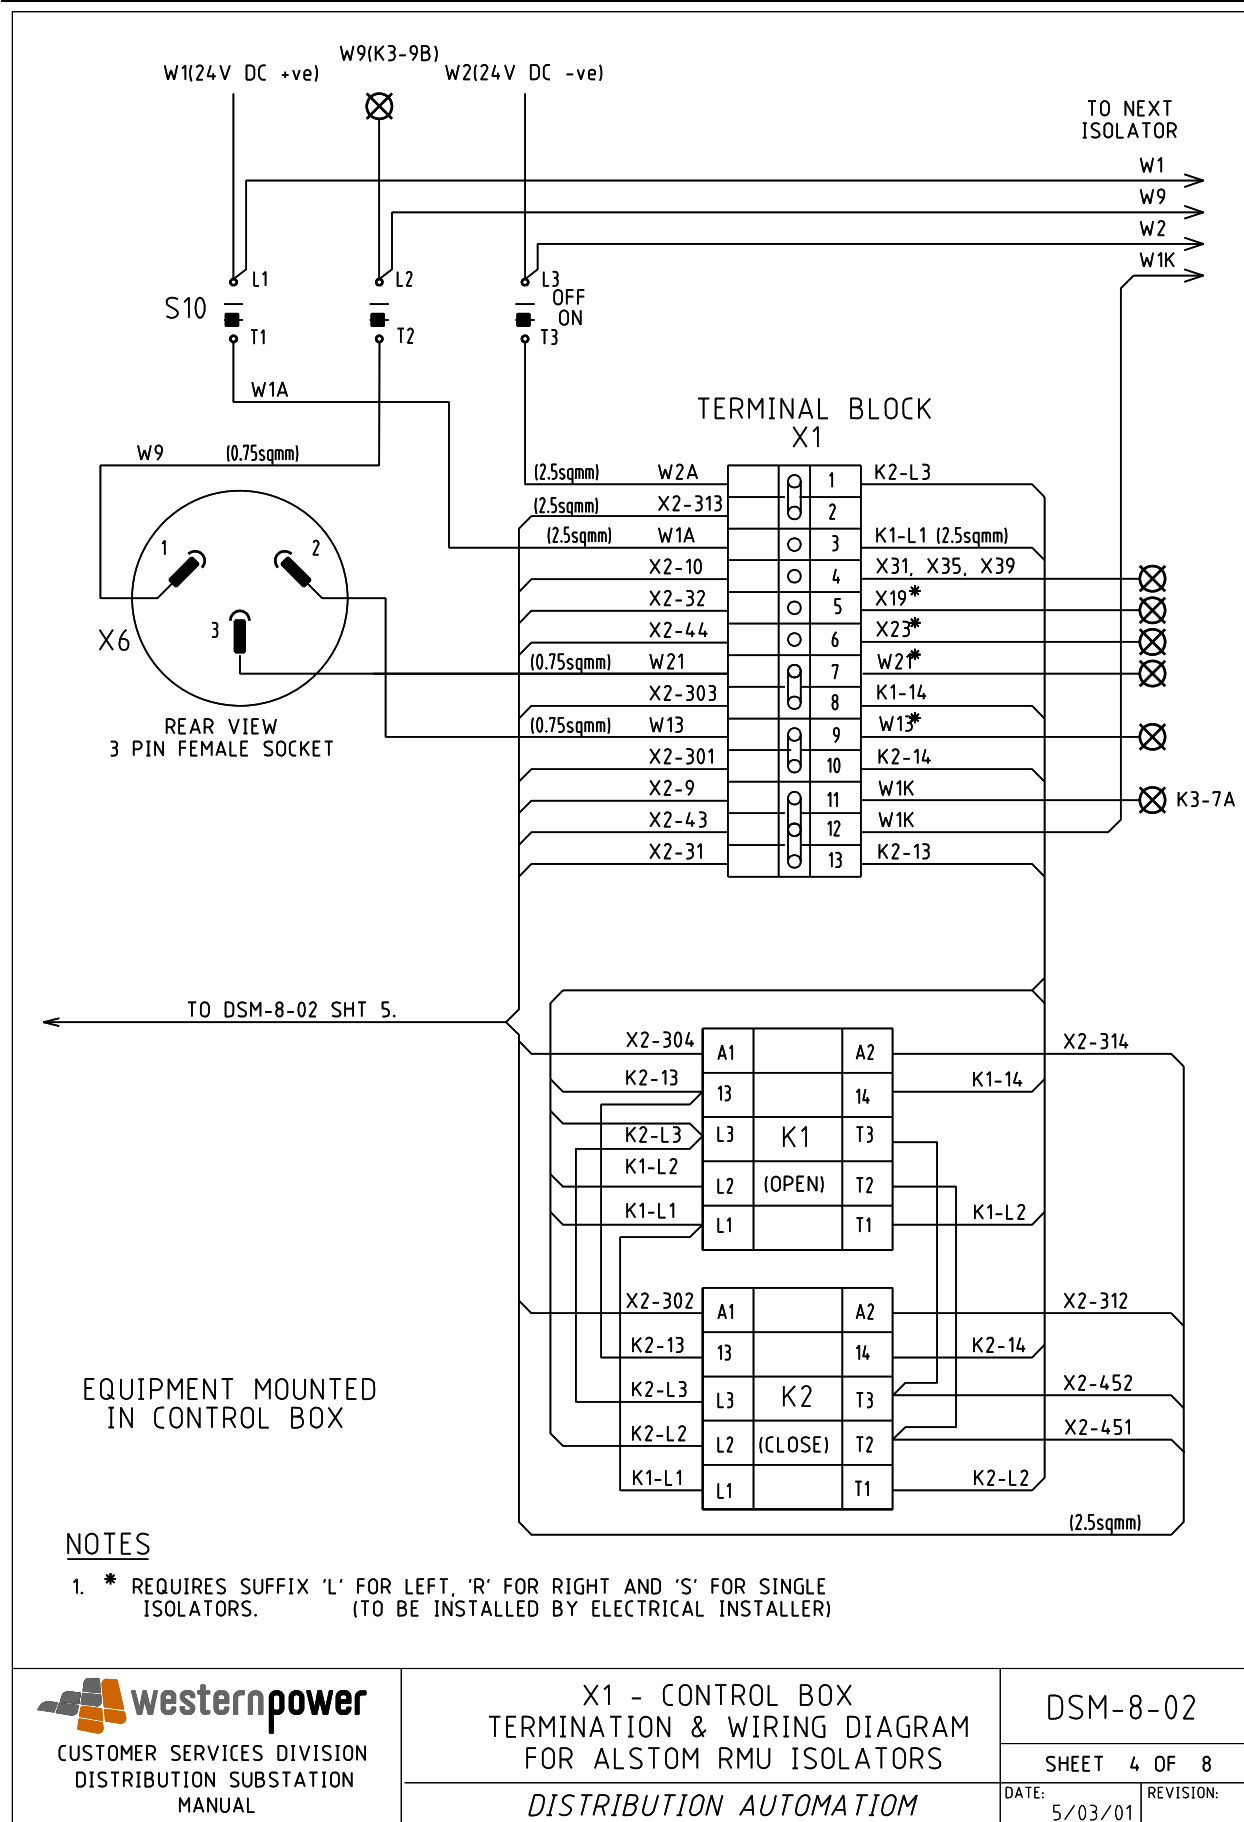 W9(K3-9B)
W1(24V DC +ve)
W2(24V DC -ve)
TO NEXT
ISOLATOR
W1
W9
W2
W1K
L1
L2
L3
S10
OFF
ON
T1
T2
T3
W1A
TERMINAL BLOCK
X1
W9 (0.75sqmm)
(2.5sqmm) W2A 1 K2-L3
(2.5sqmm) X2-313 2
(2.5sqmm) W1A 3 K1-L1 (2.5sqmm)
X2-10 4 X31, X35, X39
X2-32 5 X19*
X2-44 6 X23*
(0.75sqmm) W21 7 W21*
X2-303 8 K1-14
(0.75sqmm) W13 9 W13*
X2-301 10 K2-14
X2-9 11 W1K K3-7A
X2-43 12 W1K
X2-31 13 K2-13
1
2
3
X6
REAR VIEW
3 PIN FEMALE SOCKET
TO DSM-8-02 SHT 5.
X2-304 A1 A2 X2-314
K2-13 13 14 K1-14
K2-L3 L3 K1 T3
K1-L2 L2 (OPEN) T2
K1-L1 L1 T1 K1-L2
X2-302 A1 A2 X2-312
K2-13 13 14 K2-14
K2-L3 L3 K2 T3 X2-452
K2-L2 L2 (CLOSE) T2 X2-451
K1-L1 L1 T1 K2-L2
(2.5sqmm)
EQUIPMENT MOUNTED
IN CONTROL BOX
NOTES
1. * REQUIRES SUFFIX 'L' FOR LEFT, 'R' FOR RIGHT AND 'S' FOR SINGLE
ISOLATORS. (TO BE INSTALLED BY ELECTRICAL INSTALLER)
westernpower
CUSTOMER SERVICES DIVISION
DISTRIBUTION SUBSTATION
MANUAL
X1 - CONTROL BOX
TERMINATION & WIRING DIAGRAM
FOR ALSTOM RMU ISOLATORS
DISTRIBUTION AUTOMATIOM
DSM-8-02
SHEET 4 OF 8
DATE:
5/03/01
REVISION: